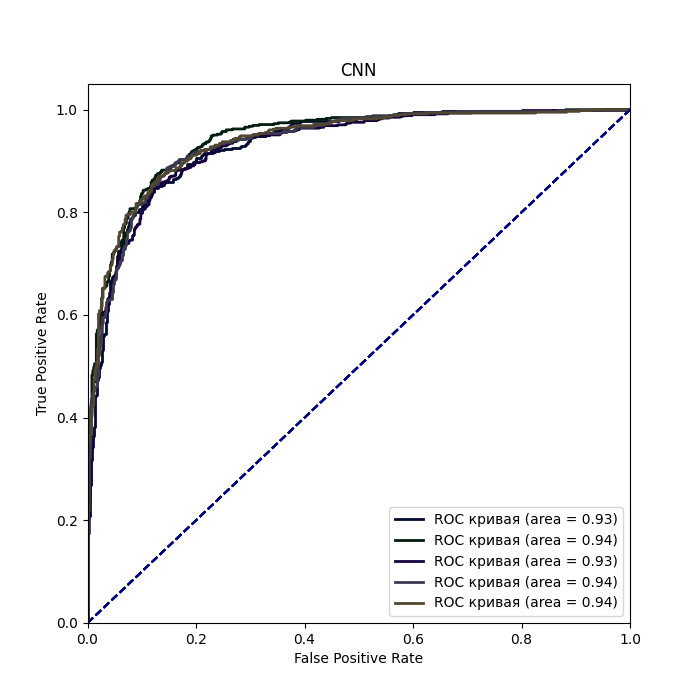 CNN
1.0
0.8
0.6
0.4
0.2
0.0
True Positive Rate
ROC кривая (area = 0.93)
ROC кривая (area = 0.94)
ROC кривая (area = 0.93)
ROC кривая (area = 0.94)
ROC кривая (area = 0.94)
0.0 0.2 0.4 0.6 0.8 1.0
False Positive Rate